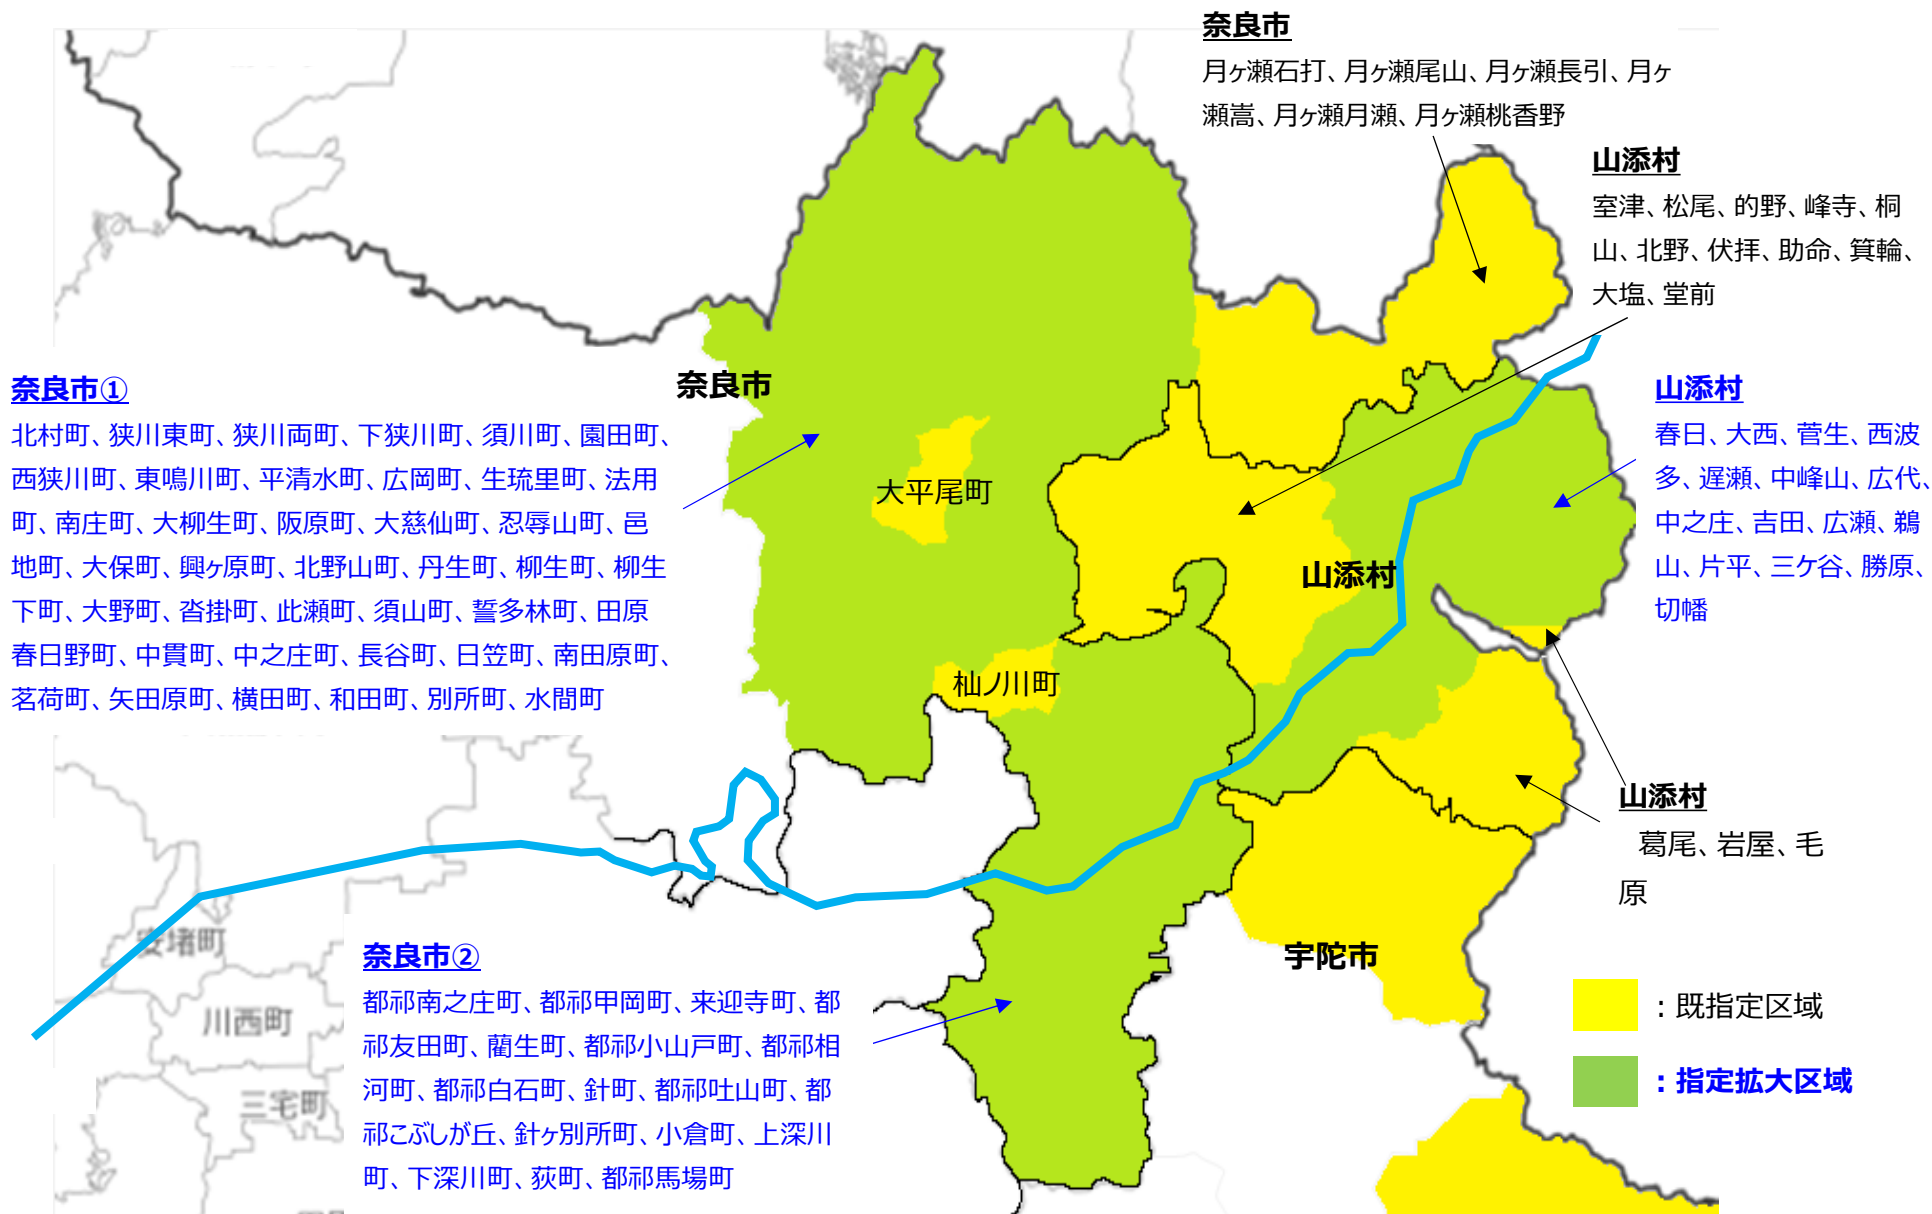 奈良市
月ヶ瀬石打、月ヶ瀬尾山、月ヶ瀬長引、月ヶ
瀬嵩、月ヶ瀬月瀬、月ヶ瀬桃香野
山添村
室津、松尾、的野、峰寺、桐
山、北野、伏拝、助命、箕輪、
大塩、堂前
奈良市①
北村町、狭川東町、狭川両町、下狭川町、須川町、園田町、
西狭川町、東鳴川町、平清水町、広岡町、生琉里町、法用
町、南庄町、大柳生町、阪原町、大慈仙町、忍辱山町、邑
地町、大保町、興ヶ原町、北野山町、丹生町、柳生町、柳生
下町、大野町、沓掛町、此瀬町、須山町、誓多林町、田原
春日野町、中貫町、中之庄町、長谷町、日笠町、南田原町、
茗荷町、矢田原町、横田町、和田町、別所町、水間町
奈良市
大平尾町
杣ノ川町
山添村
山添村
春日、大西、菅生、西波
多、遅瀬、中峰山、広代、
中之庄、吉田、広瀬、鵜
山、片平、三ケ谷、勝原、
切幡
山添村
葛尾、岩屋、毛
原
宇陀市
安堵町
川西町
三宅町
奈良市②
都祁南之庄町、都祁甲岡町、来迎寺町、都
祁友田町、藺生町、都祁小山戸町、都祁相
河町、都祁白石町、針町、都祁吐山町、都
祁こぶしが丘、針ヶ別所町、小倉町、上深川
町、下深川町、荻町、都祁馬場町
：既指定区域
：指定拡大区域